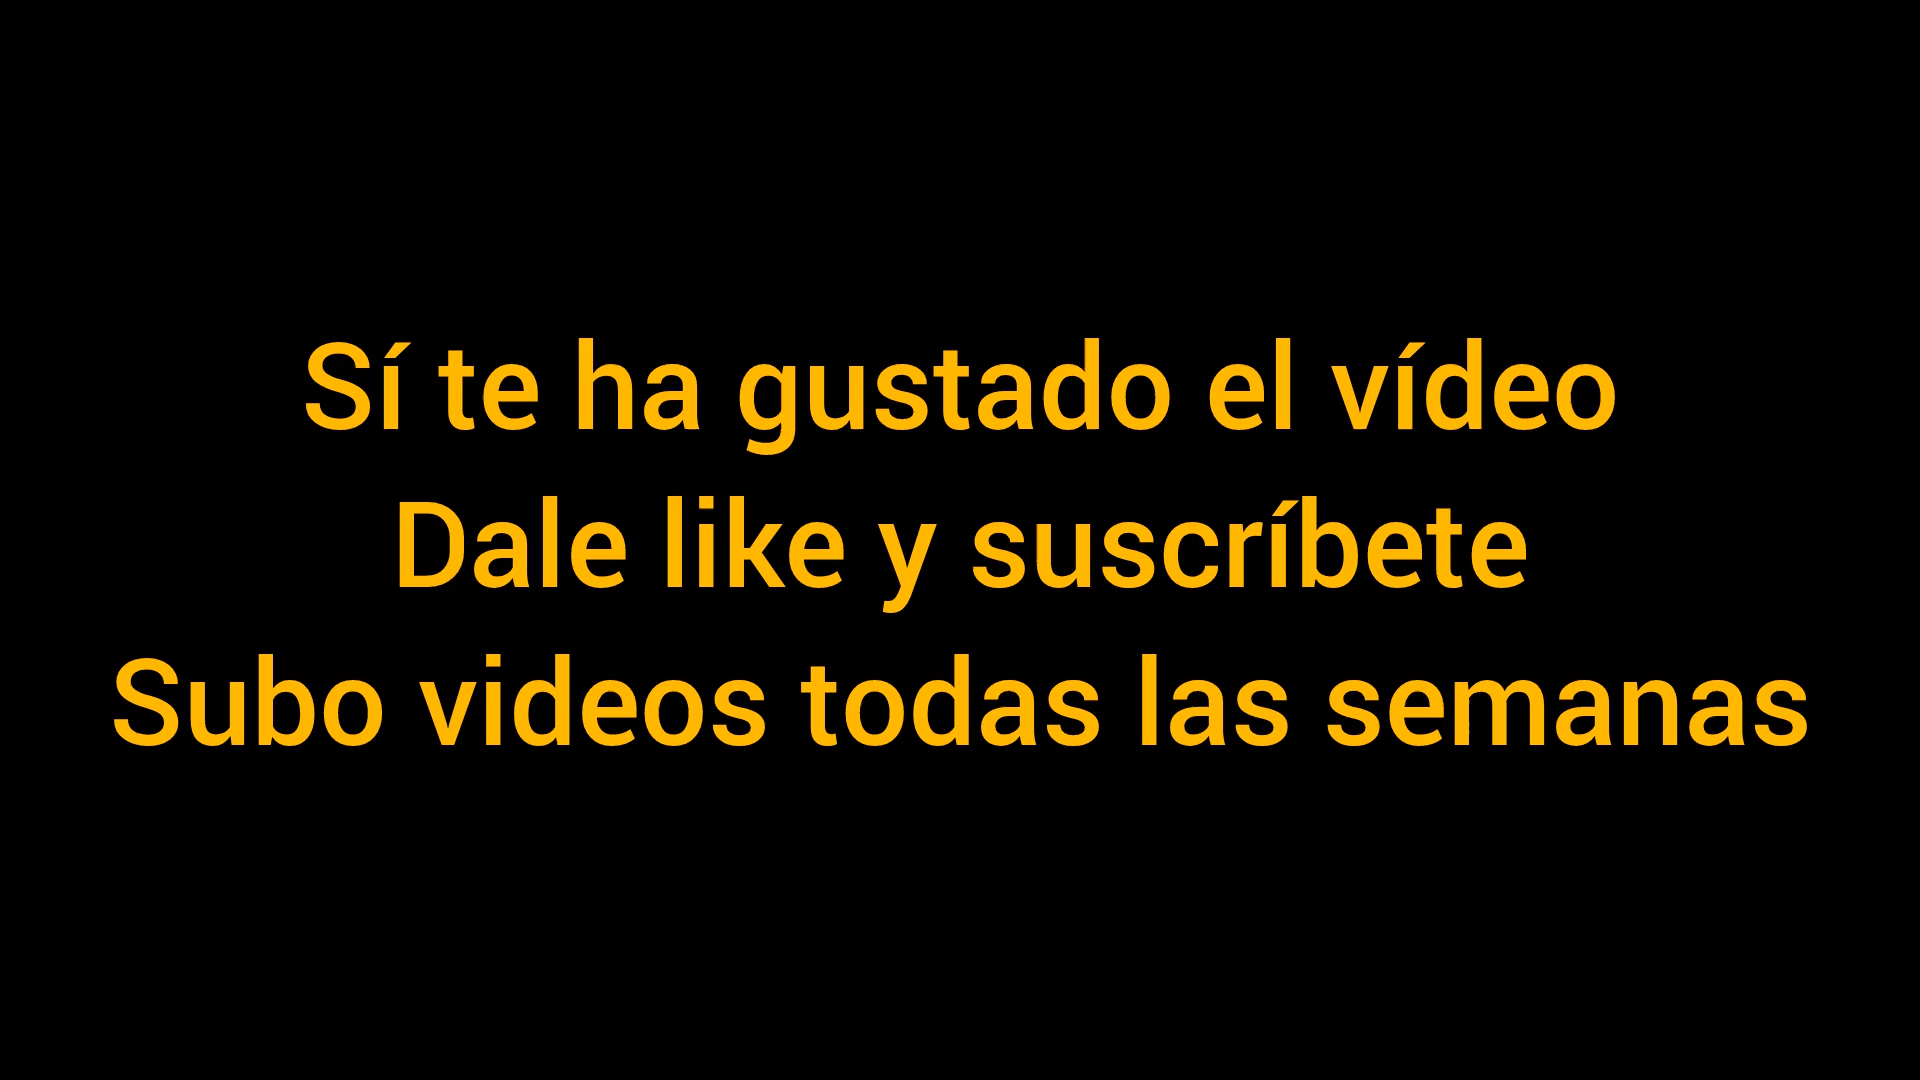 Sí te ha gustado el vídeo
Dale like y suscríbete
Subo videos todas las semanas